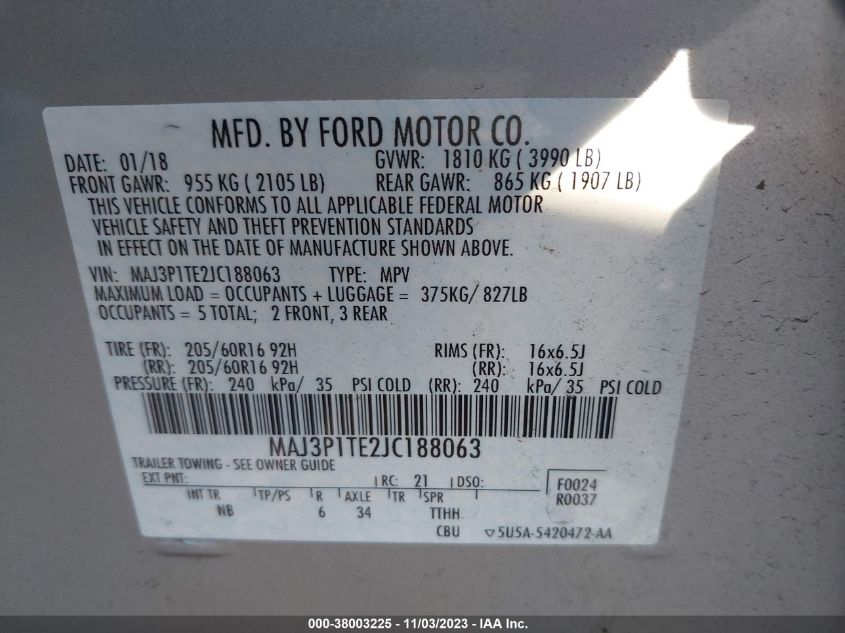 MFD. BY FORD MOTOR CO.
DATE: 01/18 GVWR: 1810 KG ( 3990 LB)
FRONT GAWR: 955 KG ( 2105 LB) REAR GAWR: 865 KG ( 1907 LB)
THIS VEHICLE CONFORMS TO ALL APPLICABLE FEDERAL MOTOR
VEHICLE SAFETY AND THEFT PREVENTION STANDARDS
IN EFFECT ON THE DATE OF MANUFACTURE SHOWN ABOVE.
VIN: MAJ3P1TE2JC188063 TYPE: MPV
MAXIMUM LOAD = OCCUPANTS + LUGGAGE = 375KG/ 827LB
OCCUPANTS = 5 TOTAL; 2 FRONT, 3 REAR
TIRE (FR): 205/60R16 92H RIMS (FR): 16x6.5J
(RR): 205/60R16 92H (RR): 16x6.5J
PRESSURE (FR): 240 kPa/ 35 PSI COLD (RR): 240 kPa/ 35 PSI COLD
MAJ3P1TE2JC188063
TRAILER TOWING - SEE OWNER GUIDE
EXT PNT: RC: 21 DSO: F0024
INT TR TP/PS R AXLE TR SPR R0037
NB 6 34 TTHH
CBU 5U5A-5420472-AA
000-38003225 - 11/03/2023 - IAA Inc.